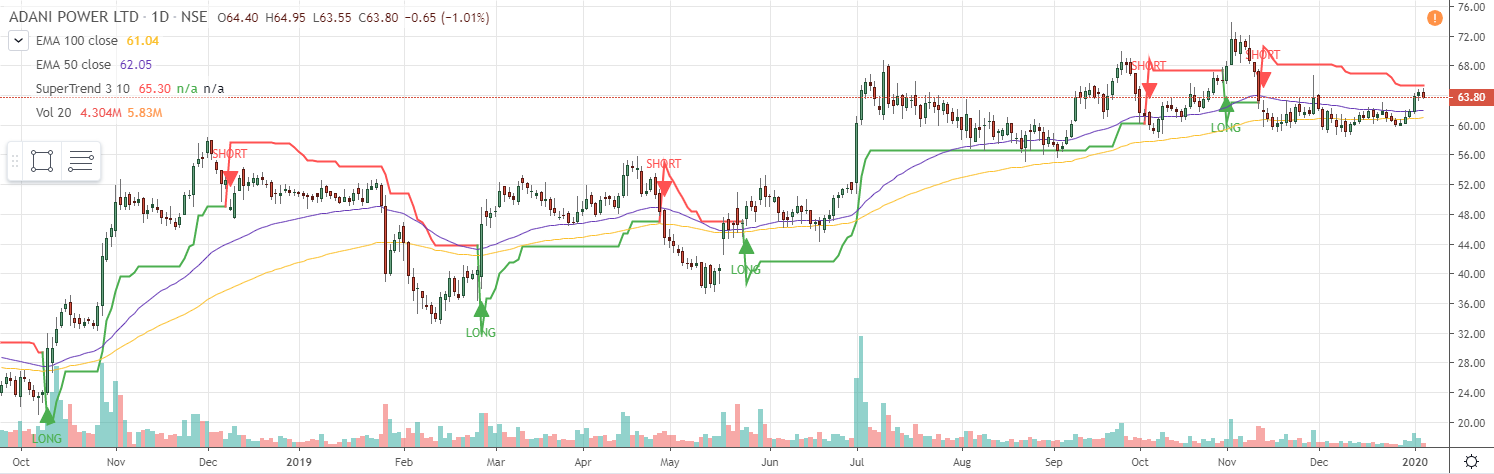 ADANI POWER LTD · 1D · NSE O64.40 H64.95 L63.55 C63.80 −0.65 (−1.01%)
EMA 100 close 61.04
EMA 50 close 62.05
SuperTrend 3 10 65.30 n/a n/a
Vol 20 4.304M 5.83M
SHORT
SHORT
SHORT
SHORT
LONG
LONG
LONG
LONG
76.00
72.00
68.00
63.80
60.00
56.00
52.00
48.00
44.00
40.00
36.00
32.00
28.00
24.00
20.00
Oct Nov Dec 2019 Feb Mar Apr May Jun Jul Aug Sep Oct Nov Dec 2020